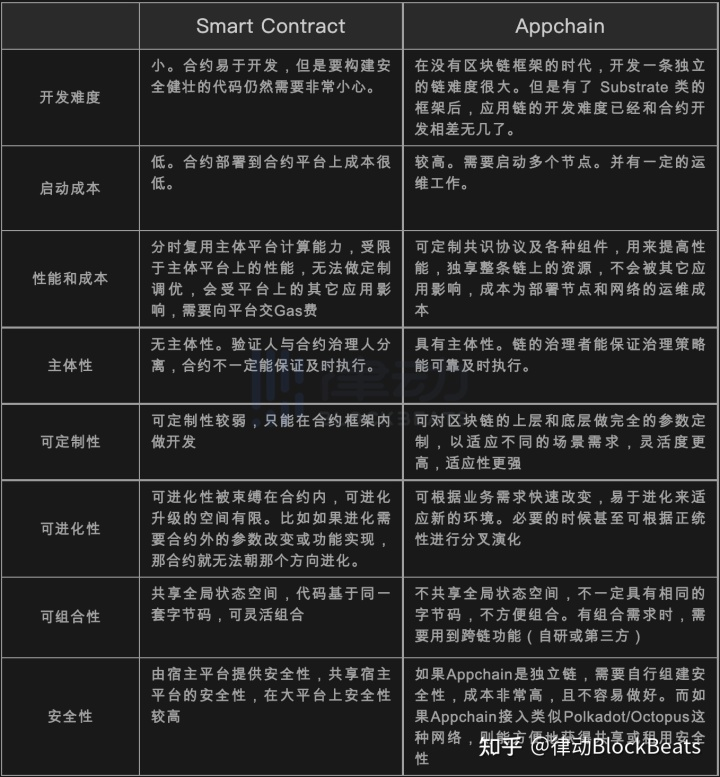 Smart Contract
Appchain
开发难度
小。合约易于开发，但是要构建安
全健壮的代码仍然需要非常小心。
在没有区块链框架的时代，开发一条独立
的链难度很大。但是有了 Substrate 类的
框架后，应用链的开发难度已经和合约开
发相差无几了。
启动成本
低。合约部署到合约平台上成本很
低。
较高。需要启动多个节点。并有一定的运
维工作。
性能和成本
分时复用主体平台计算能力，受限
于主体平台上的性能，无法做定制
调优，会受平台上的其它应用影
响，需要向平台交Gas费
可定制共识协议及各种组件，用来提高性
能，独享整条链上的资源，不会被其它应
用影响，成本为部署节点和网络的运维成
本
主体性
无主体性。验证人与合约治理人分
离，合约不一定能保证及时执行。
具有主体性。链的治理者能保证治理策略
能可靠及时执行。
可定制性
可定制性较弱，只能在合约框架内
做开发
可对区块链的上层和底层做完全的参数定
制，以适应不同的场景需求，灵活度更
高，适应性更强
可进化性
可进化性被束缚在合约内，可进化
升级的空间有限。比如如果进化需
要合约外的参数改变或功能实现，
那合约就无法朝那个方向进化。
可根据业务需求快速改变，易于进化来适
应新的环境。必要的时候甚至可根据正统
性进行分叉演化
可组合性
共享全局状态空间，代码基于同一
套字节码，可灵活组合
不共享全局状态空间，不一定具有相同的
字节码，不方便组合。有组合需求时，需
要用到跨链功能（自研或第三方）
安全性
由宿主平台提供安全性，共享宿主
平台的安全性，在大平台上安全性
较高
如果Appchain是独立链，需要自行组建安
全性，成本非常高，且不容易做好。而如
果Appchain接入类似Polkadot/Octopus这
种网络，则能方便地获得共享或租用安全
性
律动
BLOCKBEATS
知乎 @律动BlockBeats